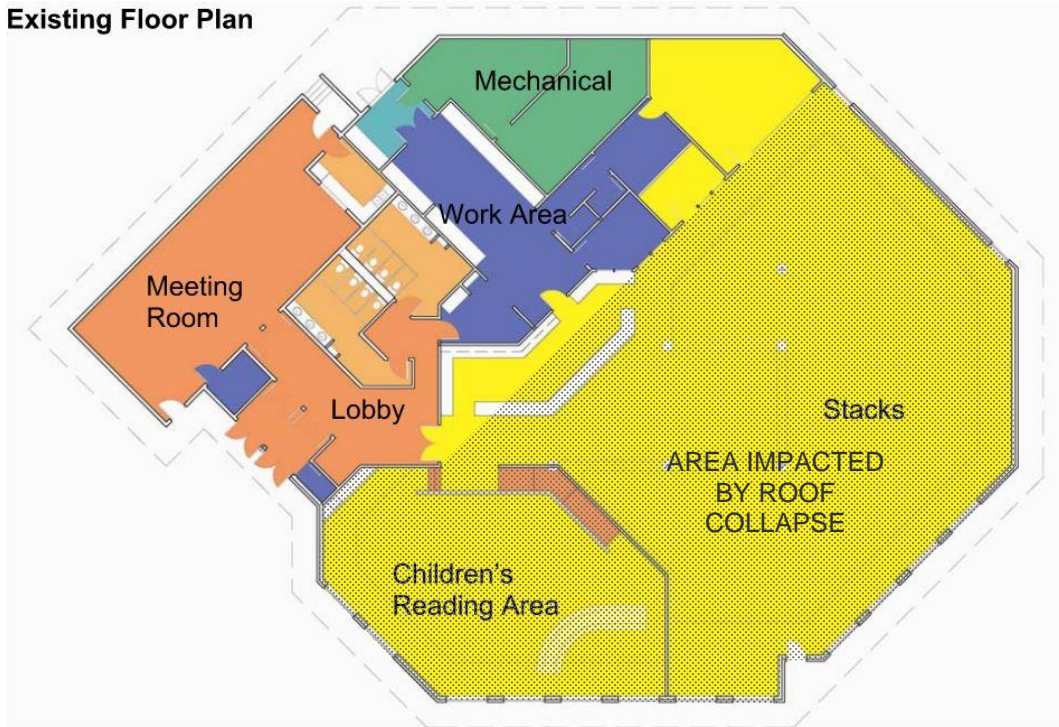 Existing Floor Plan
Mechanical
Work Area
Meeting
Room
Lobby
Stacks
AREA IMPACTED
BY ROOF
COLLAPSE
Children's
Reading Area